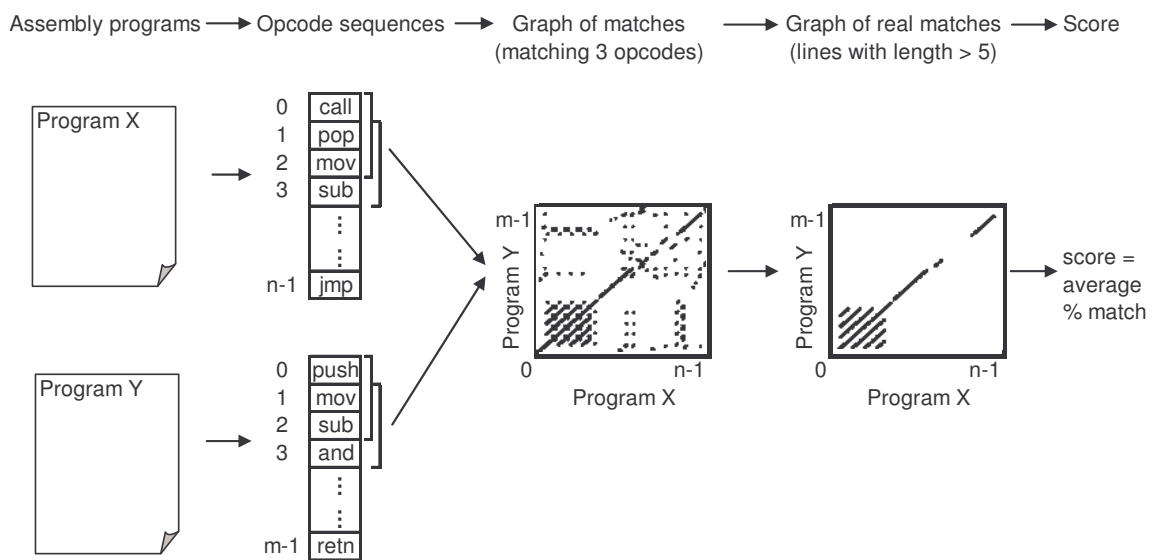 Assembly programs
Opcode sequences
Graph of matches
(matching 3 opcodes)
Graph of real matches
(lines with length > 5)
Score
Program X
0 call
1 pop
2 mov
3 sub
n-1 jmp
Program Y
0 push
1 mov
2 sub
3 and
m-1 retn
m-1
Program Y
0
n-1
Program X
m-1
Program Y
0
n-1
Program X
score =
average
% match